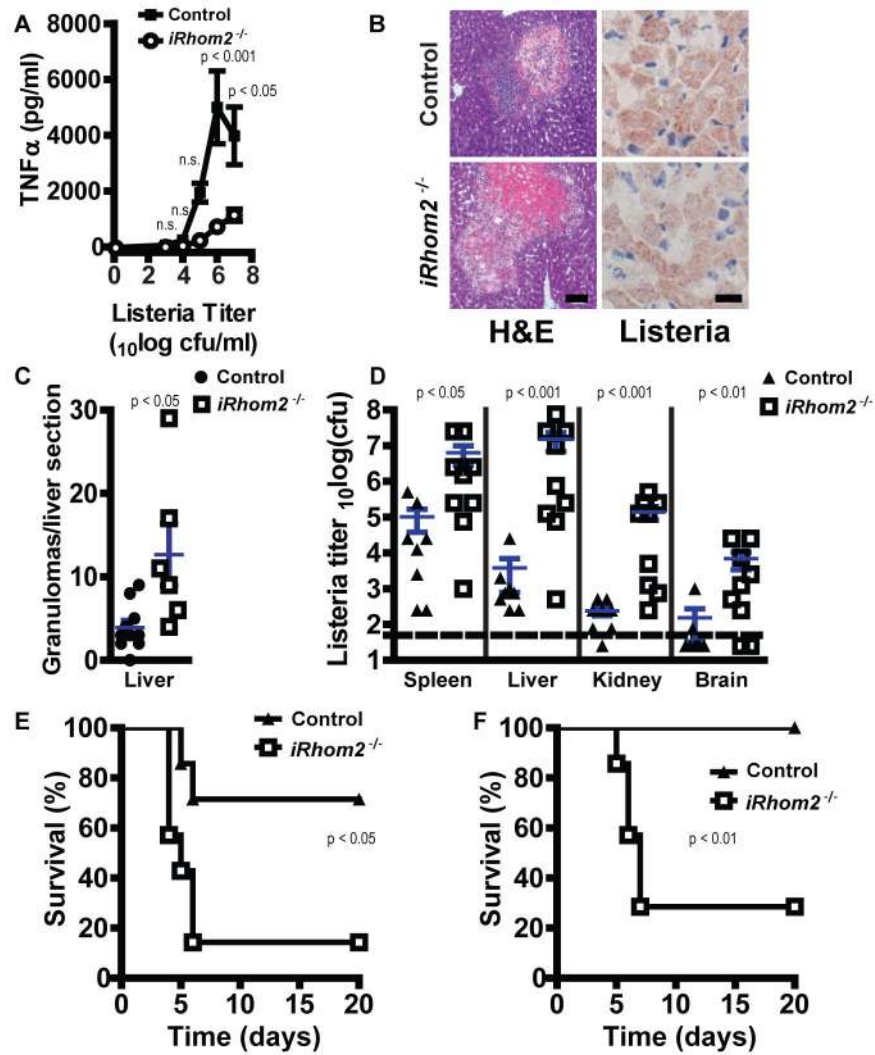 A
Control
iRhom2 -/-
8000
6000
4000
2000
0
TNFα (pg/ml)
p < 0.001
p < 0.05
n.s.
n.s
n.s.
0 2 4 6 8
Listeria Titer
(10log cfu/ml)
B
Control
iRhom2 -/-
H&E Listeria
C
Control
iRhom2 -/-
p < 0.05
30
20
10
0
Granulomas/liver section
Liver
D
Control
iRhom2 -/-
p < 0.05 p < 0.001 p < 0.001 p < 0.01
8
7
6
5
4
3
2
1
Listeria titer 10log(cfu)
Spleen Liver Kidney Brain
E
Control
iRhom2 -/-
100
80
60
40
20
0
Survival (%)
p < 0.05
0 5 10 15 20
Time (days)
F
Control
iRhom2 -/-
100
80
60
40
20
0
Survival (%)
p < 0.01
0 5 10 15 20
Time (days)